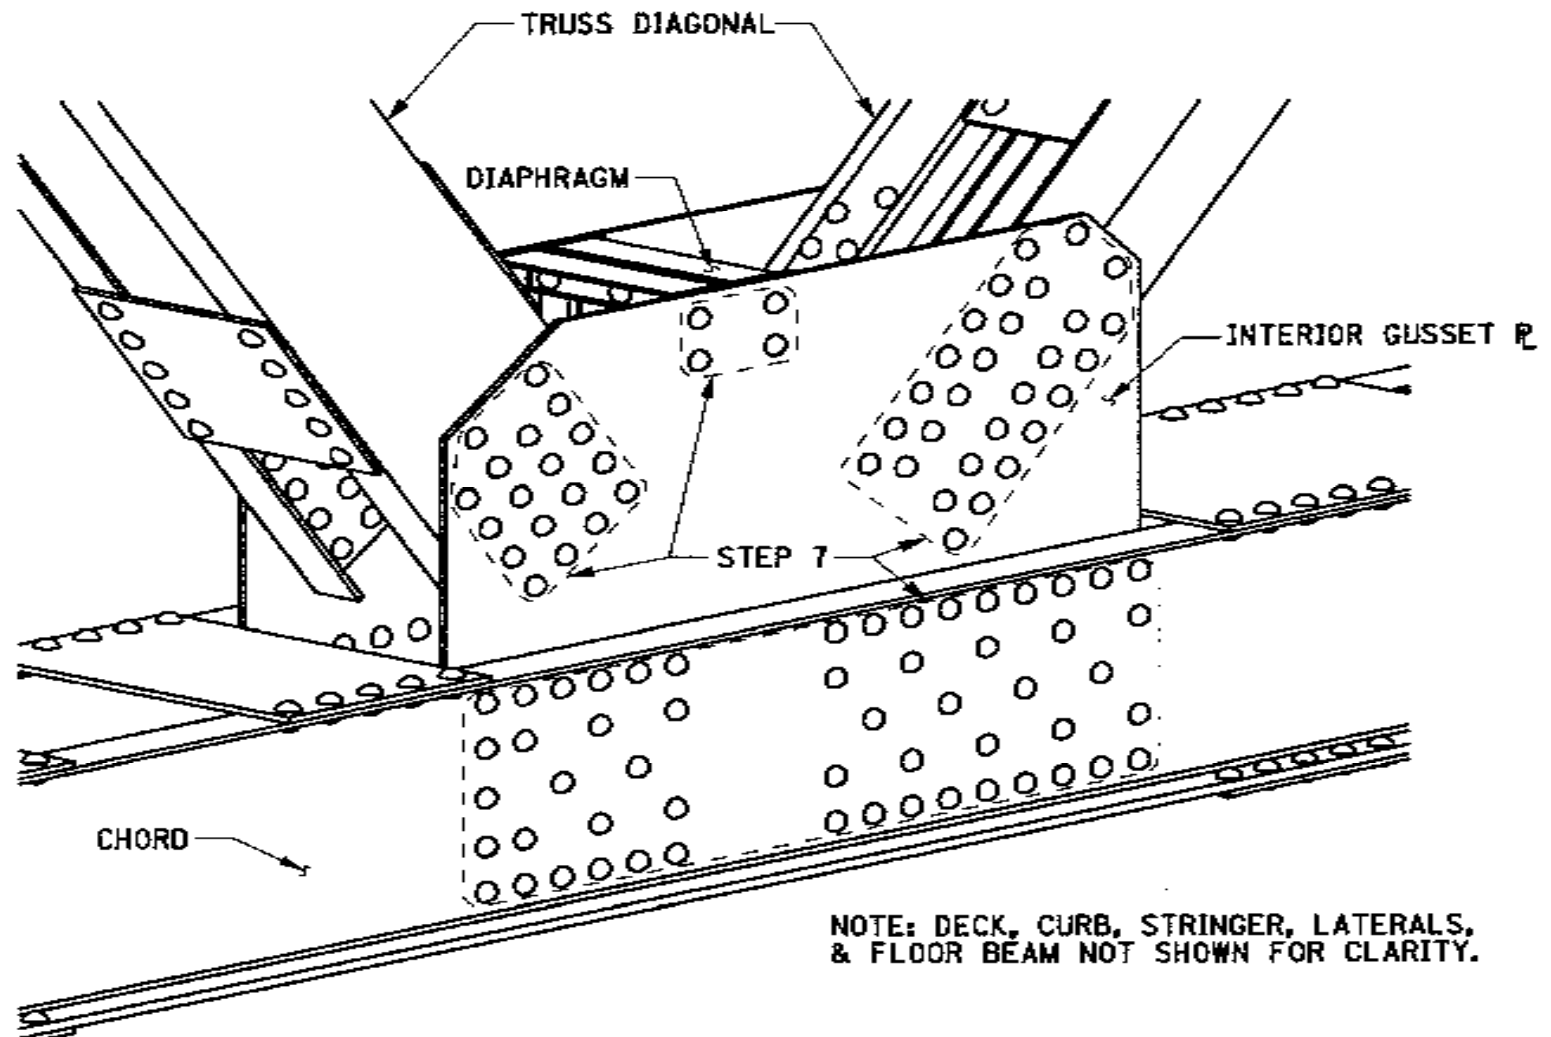 TRUSS DIAGONAL
DIAPHRAGM
INTERIOR GUSSET PL
STEP 7
CHORD
NOTE: DECK, CURB, STRINGER, LATERALS,
& FLOOR BEAM NOT SHOWN FOR CLARITY.